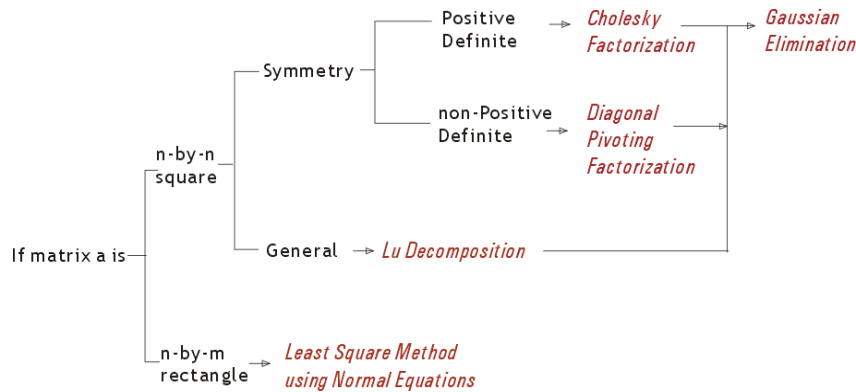 Positive
Definite
Cholesky
Factorization
Gaussian
Elimination
Symmetry
non-Positive
Definite
Diagonal
Pivoting
Factorization
n-by-n
square
If matrix a is
General
Lu Decomposition
n-by-m
rectangle
Least Square Method
using Normal Equations